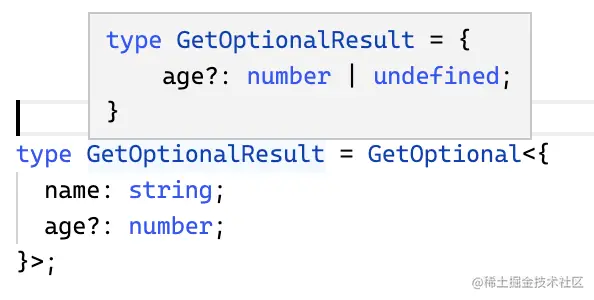 type GetOptionalResult = {
    age?: number | undefined;
}
type GetOptionalResult = GetOptional<{
  name: string;
  age?: number;
}>;
@稀土掘金技术社区